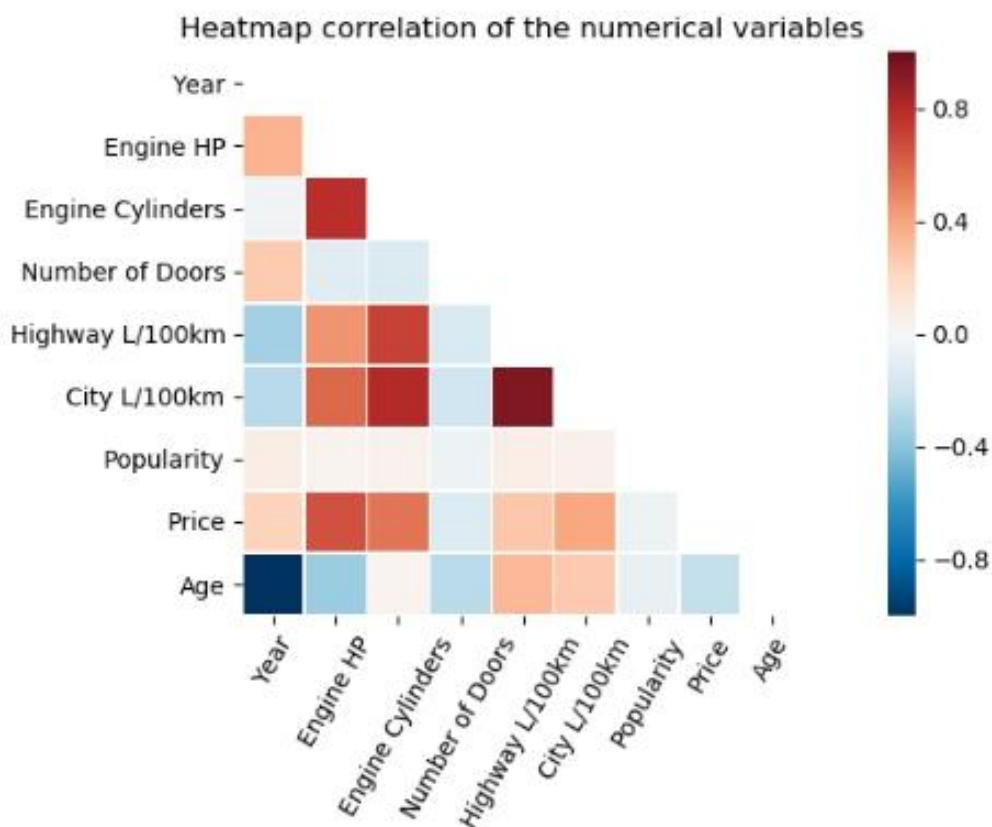 Heatmap correlation of the numerical variables
Year
Engine HP
Engine Cylinders
Number of Doors
Highway L/100km
City L/100km
Popularity
Price
Age
Year
Engine HP
Engine Cylinders
Number of Doors
Highway L/100km
City L/100km
Popularity
Price
Age
0.8
0.4
0.0
−0.4
−0.8